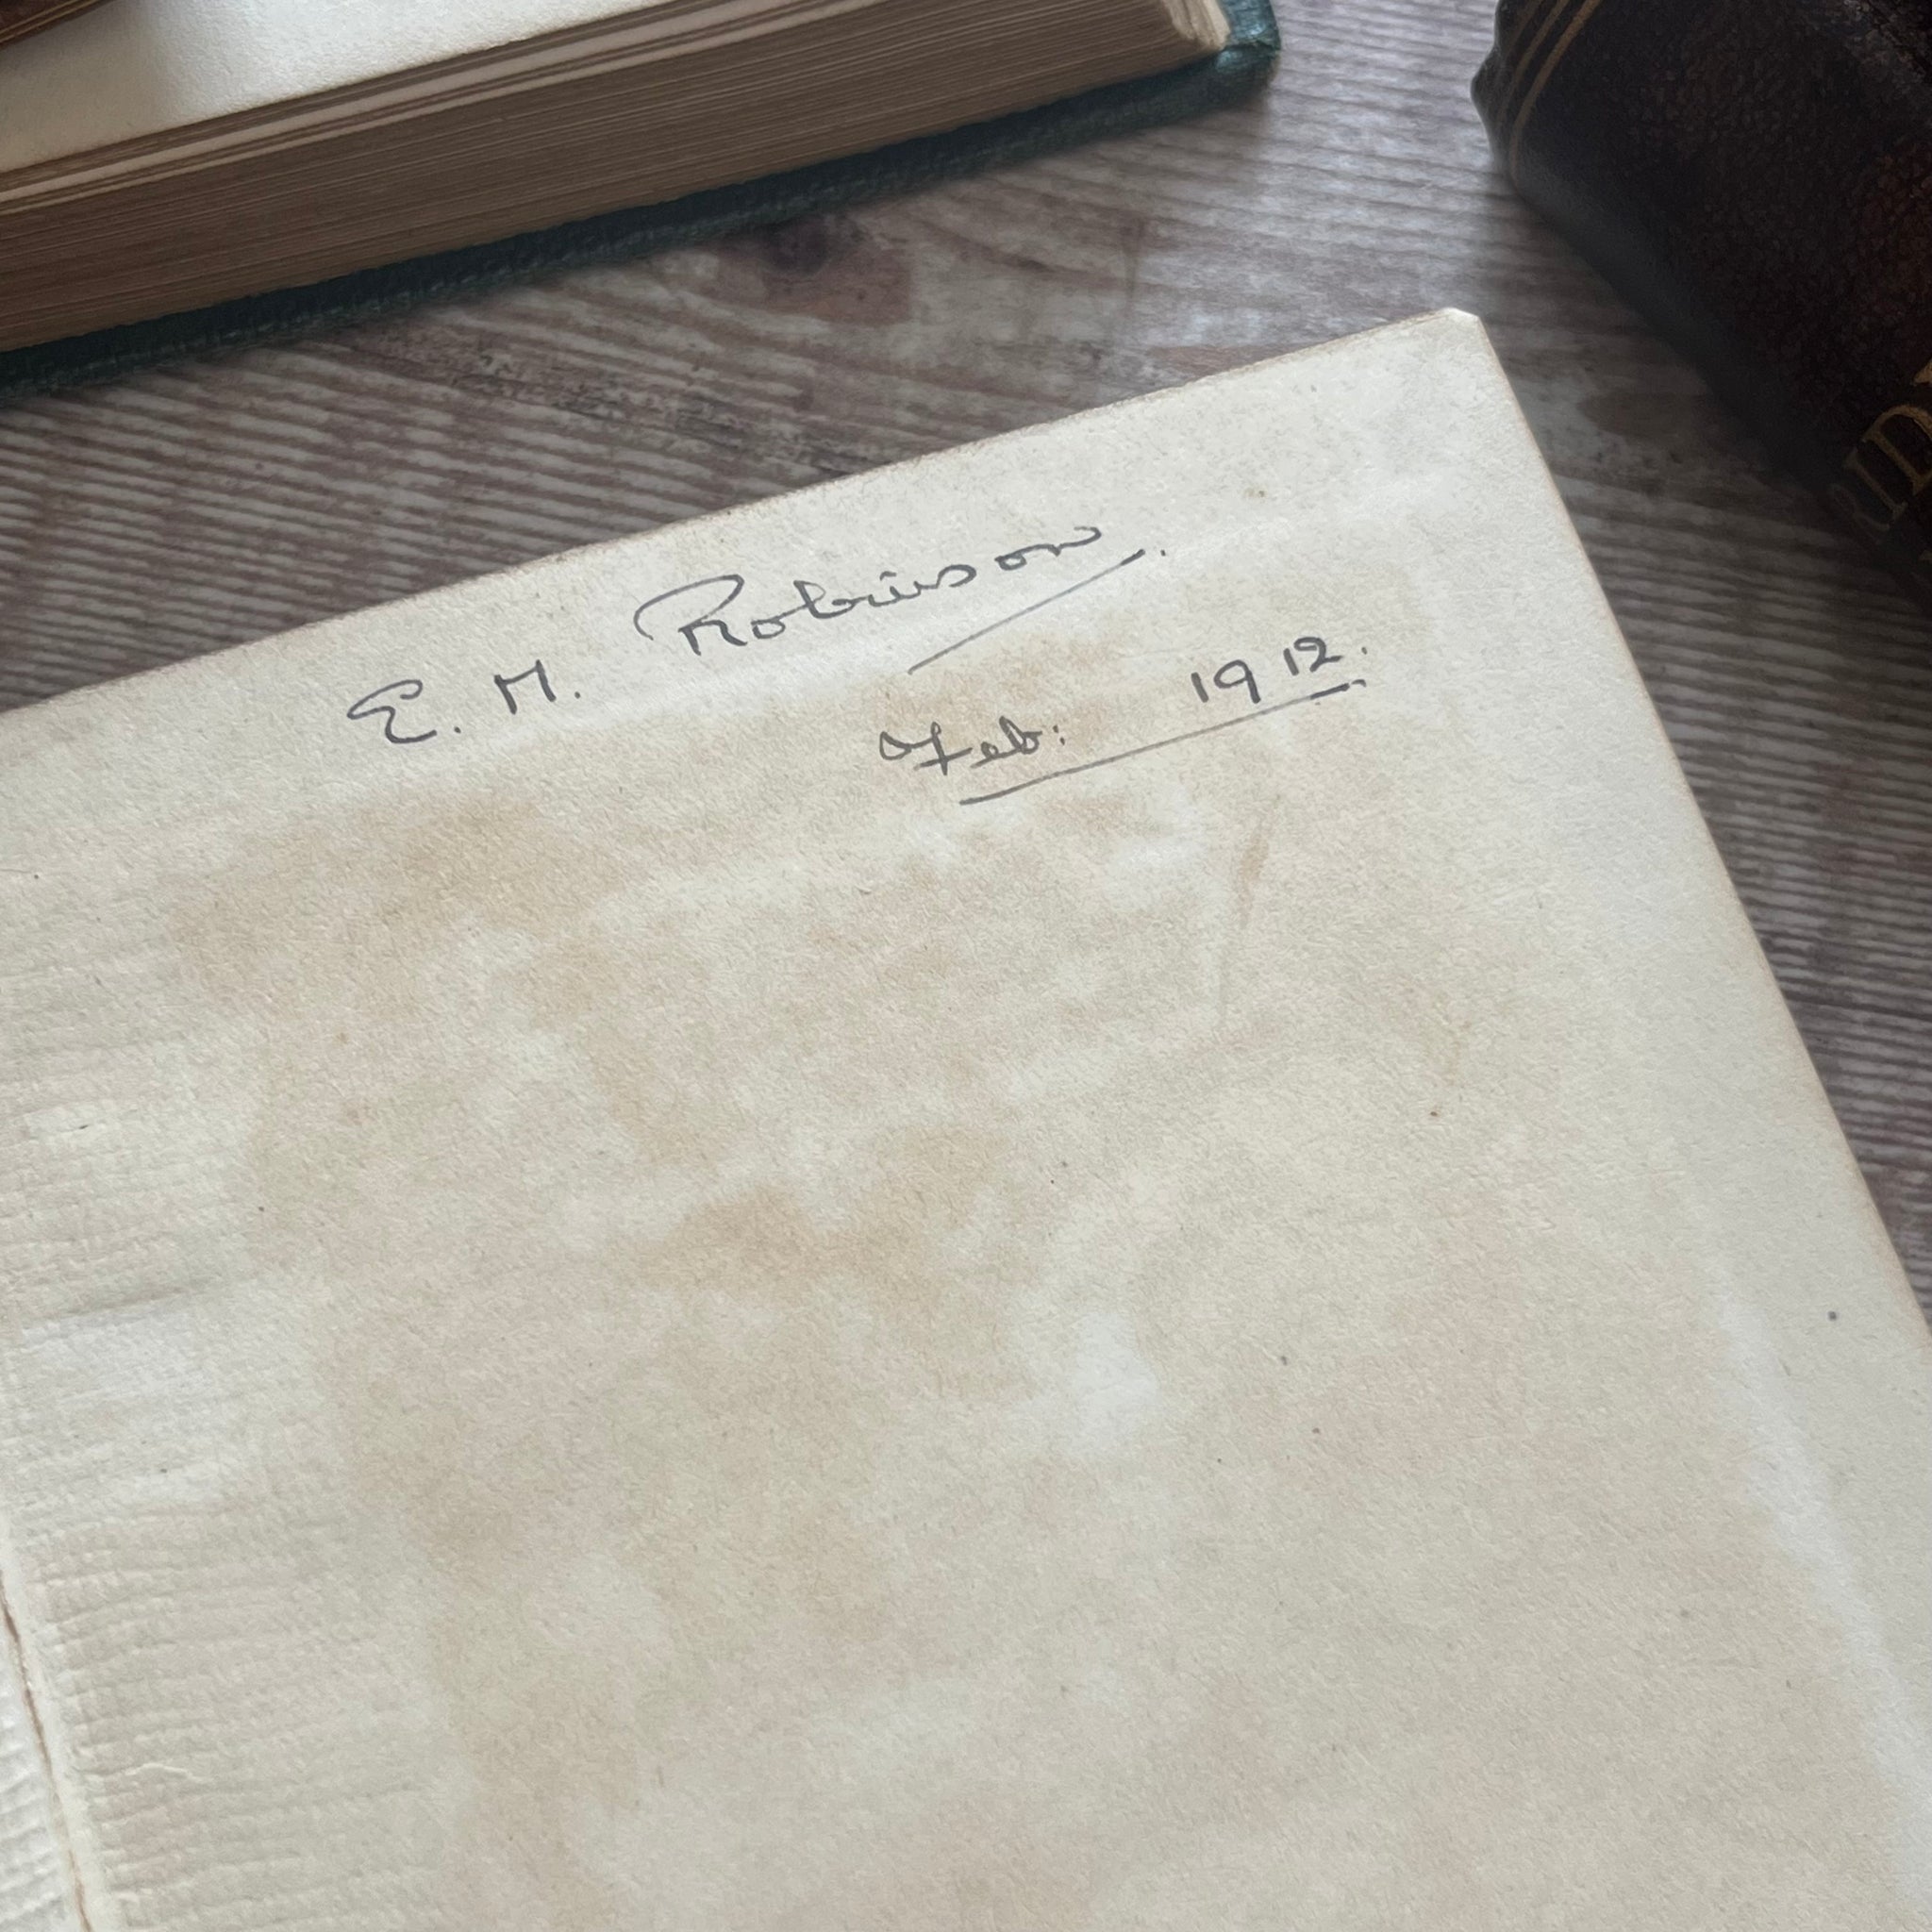 E. M. Robinson.
Feb: 1912.